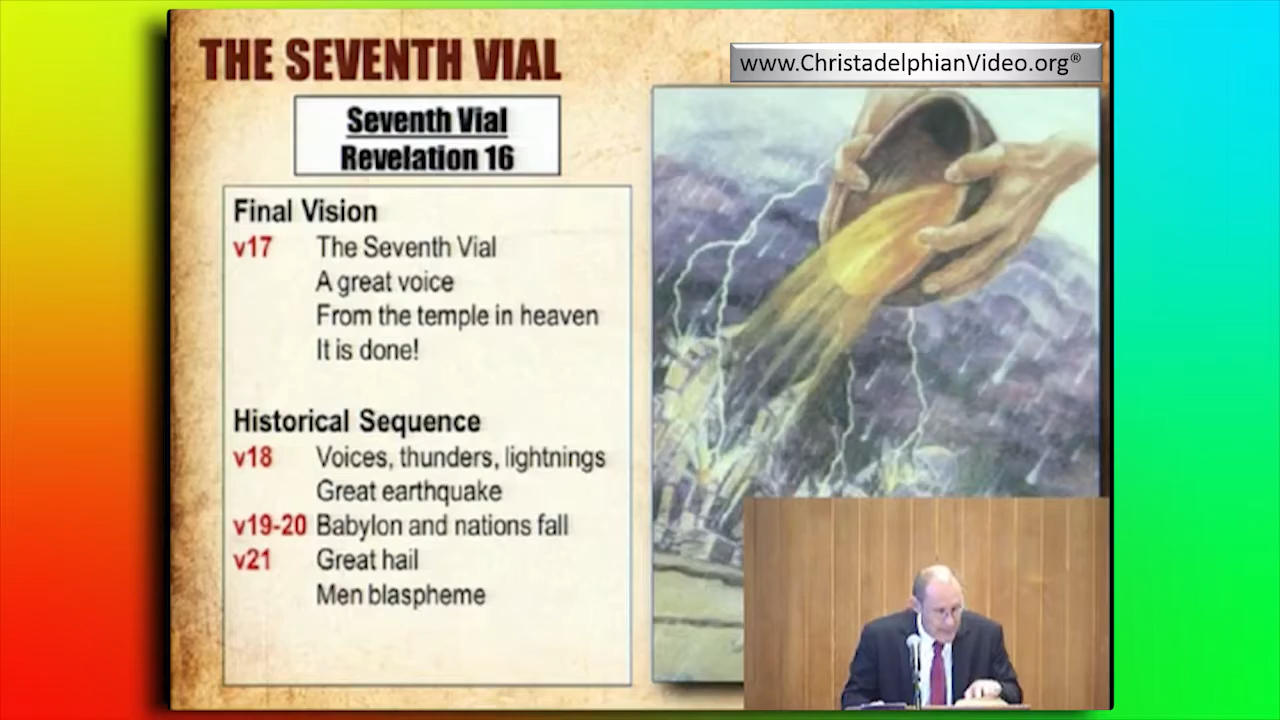 THE SEVENTH VIAL
www.ChristadelphianVideo.org®
Seventh Vial
Revelation 16
Final Vision
v17 The Seventh Vial
A great voice
From the temple in heaven
It is done!
Historical Sequence
v18 Voices, thunders, lightnings
Great earthquake
v19-20 Babylon and nations fall
v21 Great hail
Men blaspheme